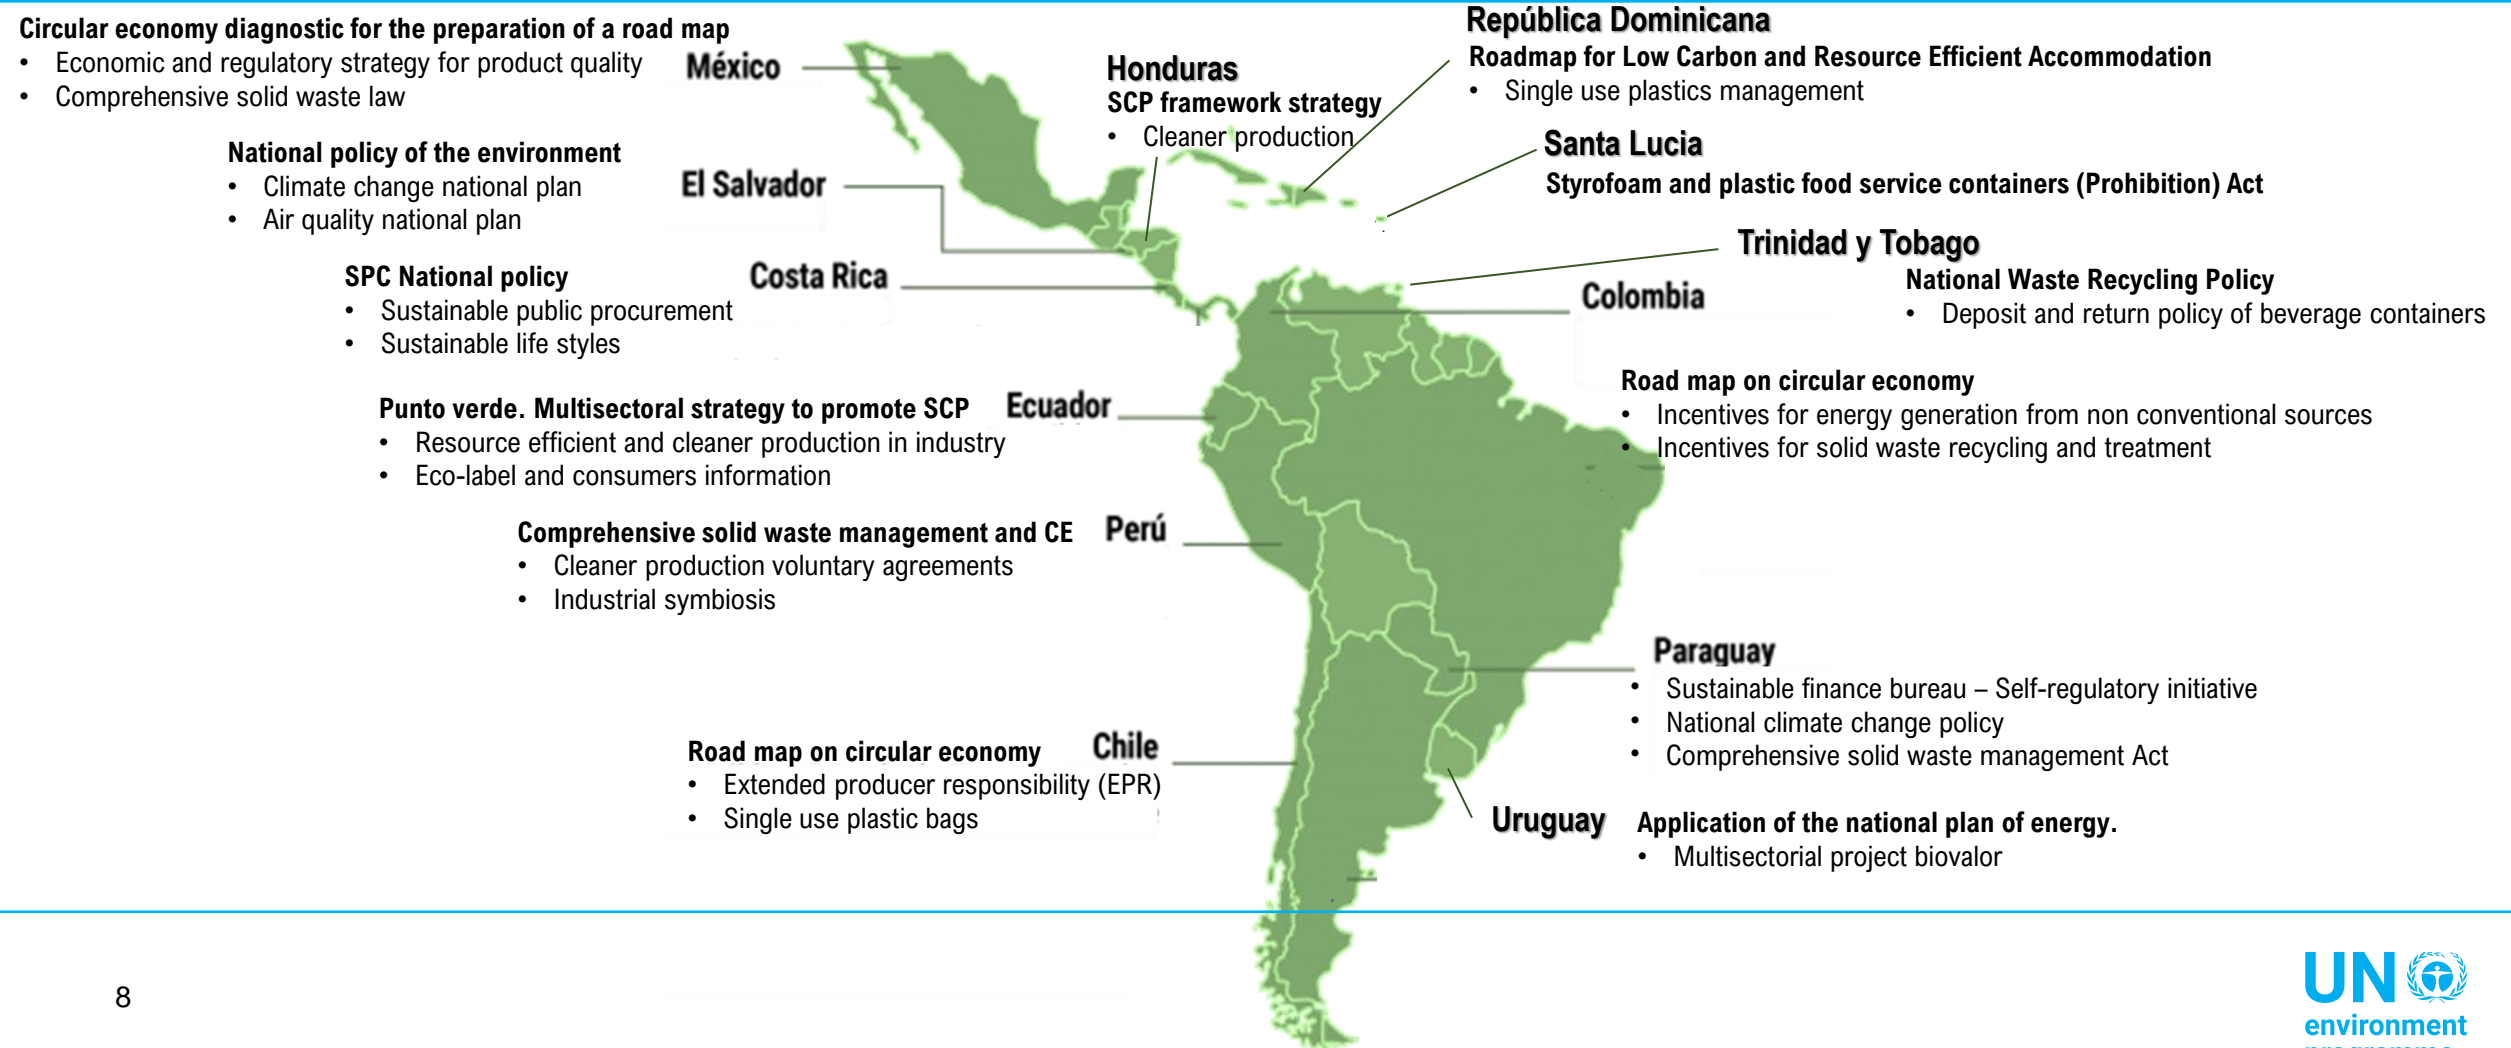 Circular economy diagnostic for the preparation of a road map
• Economic and regulatory strategy for product quality
• Comprehensive solid waste law
México
National policy of the environment
• Climate change national plan
• Air quality national plan
El Salvador
SPC National policy
• Sustainable public procurement
• Sustainable life styles
Costa Rica
Punto verde. Multisectoral strategy to promote SCP
• Resource efficient and cleaner production in industry
• Eco-label and consumers information
Ecuador
Comprehensive solid waste management and CE
• Cleaner production voluntary agreements
• Industrial symbiosis
Perú
Road map on circular economy
• Extended producer responsibility (EPR)
• Single use plastic bags
Chile
Honduras
SCP framework strategy
• Cleaner production
República Dominicana
Roadmap for Low Carbon and Resource Efficient Accommodation
• Single use plastics management
Santa Lucia
Styrofoam and plastic food service containers (Prohibition) Act
Trinidad y Tobago
National Waste Recycling Policy
• Deposit and return policy of beverage containers
Colombia
Road map on circular economy
• Incentives for energy generation from non conventional sources
• Incentives for solid waste recycling and treatment
Paraguay
• Sustainable finance bureau – Self-regulatory initiative
• National climate change policy
• Comprehensive solid waste management Act
Uruguay
Application of the national plan of energy.
• Multisectorial project biovalor
8
UN
environment